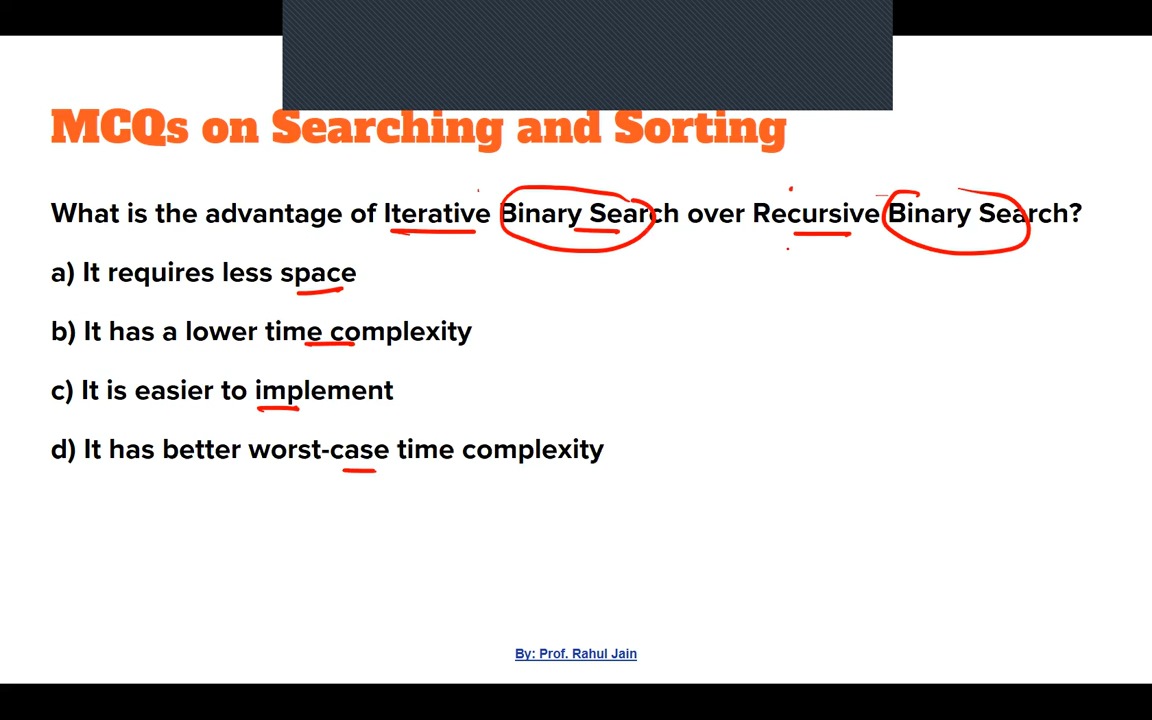 MCQs on Searching and Sorting
What is the advantage of Iterative Binary Search over Recursive Binary Search?
a) It requires less space
b) It has a lower time complexity
c) It is easier to implement
d) It has better worst-case time complexity
By: Prof. Rahul Jain